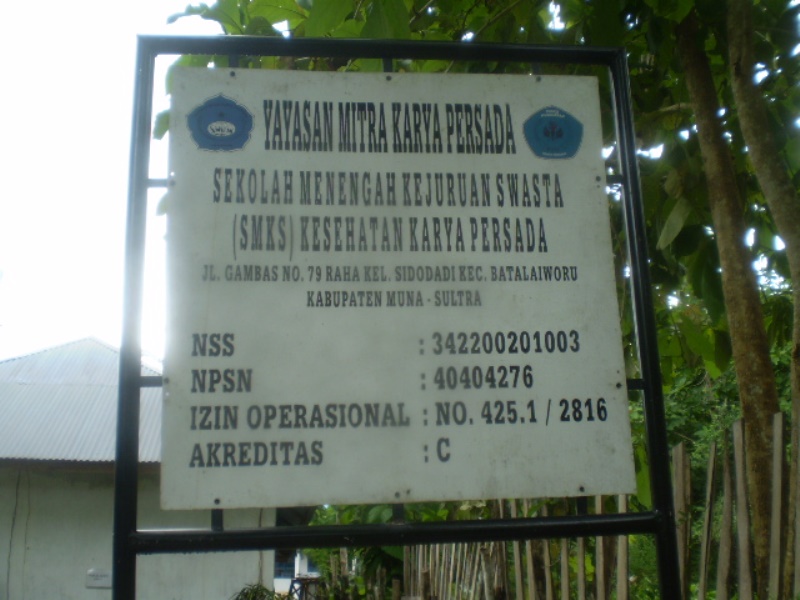 YAYASAN MITRA KARYA PERSADA
SEKOLAH MENENGAH KEJURUAN SWASTA
(SMKS) KESEHATAN KARYA PERSADA
JL. GAMBAS NO. 79 RAHA KEL. SIDODADI KEC. BATALAIWORU
KABUPATEN MUNA - SULTRA
NSS : 342200201003
NPSN : 40404276
IZIN OPERASIONAL : NO. 425.1 / 2816
AKREDITAS : C